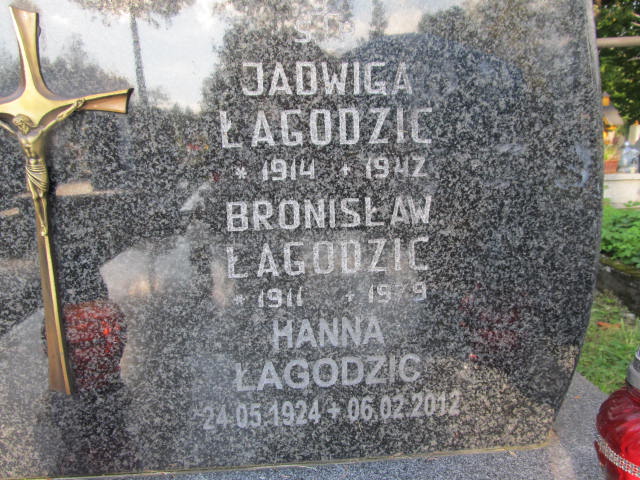 JADWIGA
ŁAGODZIC
* 1914 + 1942
BRONISŁAW
ŁAGODZIC
* 1911 + 1979
HANNA
ŁAGODZIC
*24.05.1924 + 06.02.2012